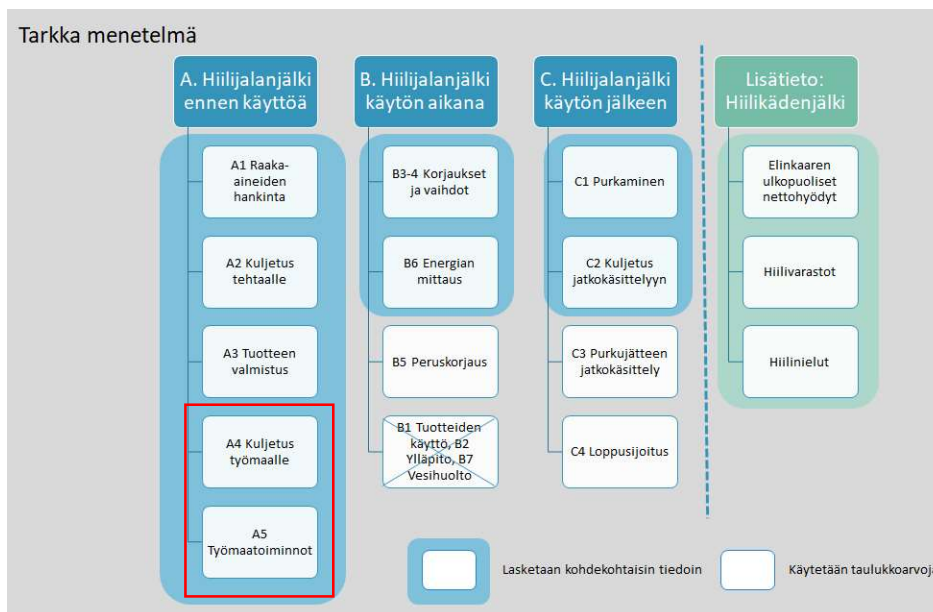 Tarkka menetelmä
A. Hiilijalanjälki
ennen käyttöä
A1 Raaka-
aineiden
hankinta
A2 Kuljetus
tehtaalle
A3 Tuotteen
valmistus
A4 Kuljetus
työmaalle
A5
Työmaatoiminnot
B. Hiilijalanjälki
käytön aikana
B3-4 Korjaukset
ja vaihdot
B6 Energian
mittaus
B5 Peruskorjaus
B1 Tuotteiden
käyttö, B2
Ylläpito, B7
Vesihuolto
C. Hiilijalanjälki
käytön jälkeen
C1 Purkaminen
C2 Kuljetus
jatkokäsittelyyn
C3 Purkujätteen
jatkokäsittely
C4 Loppusijoitus
Lisätieto:
Hiilikädenjälki
Elinkaaren
ulkopuoliset
nettohyödyt
Hiilivarastot
Hiilinielut
Lasketaan kohdekohtaisin tiedoin
Käytetään taulukkoarvoja